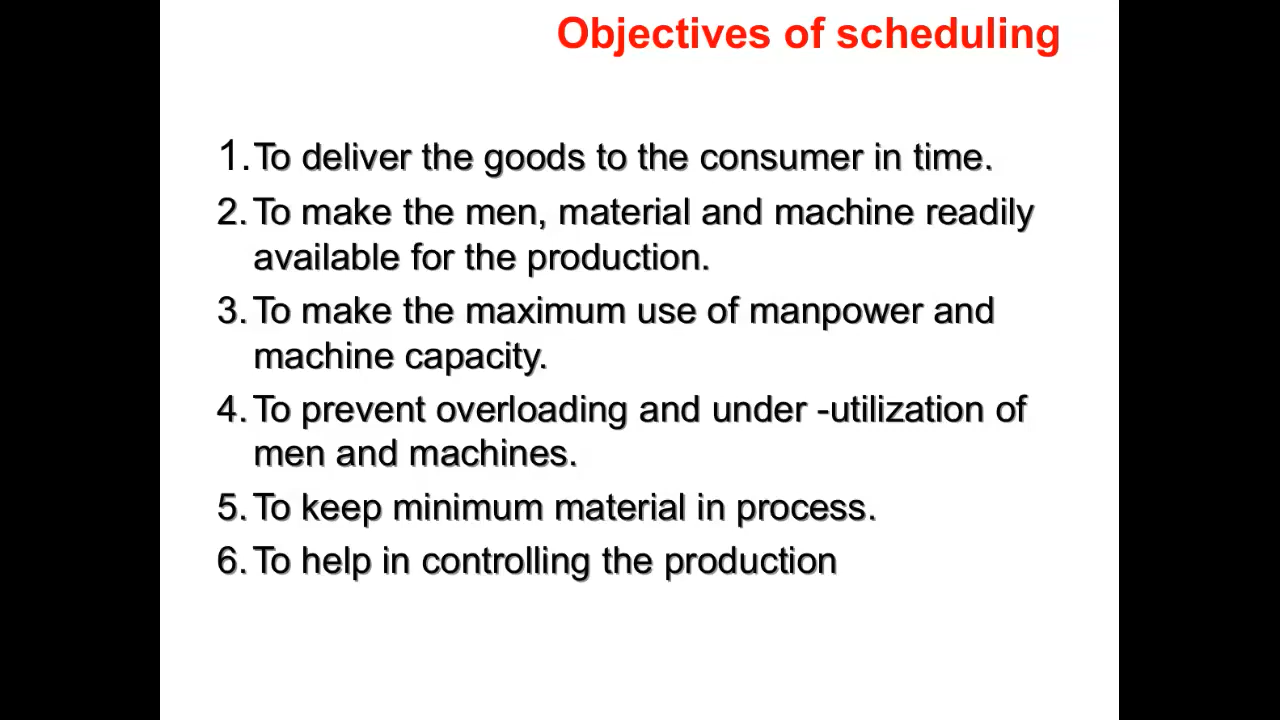 Objectives of scheduling
1. To deliver the goods to the consumer in time.
2. To make the men, material and machine readily
available for the production.
3. To make the maximum use of manpower and
machine capacity.
4. To prevent overloading and under -utilization of
men and machines.
5. To keep minimum material in process.
6. To help in controlling the production